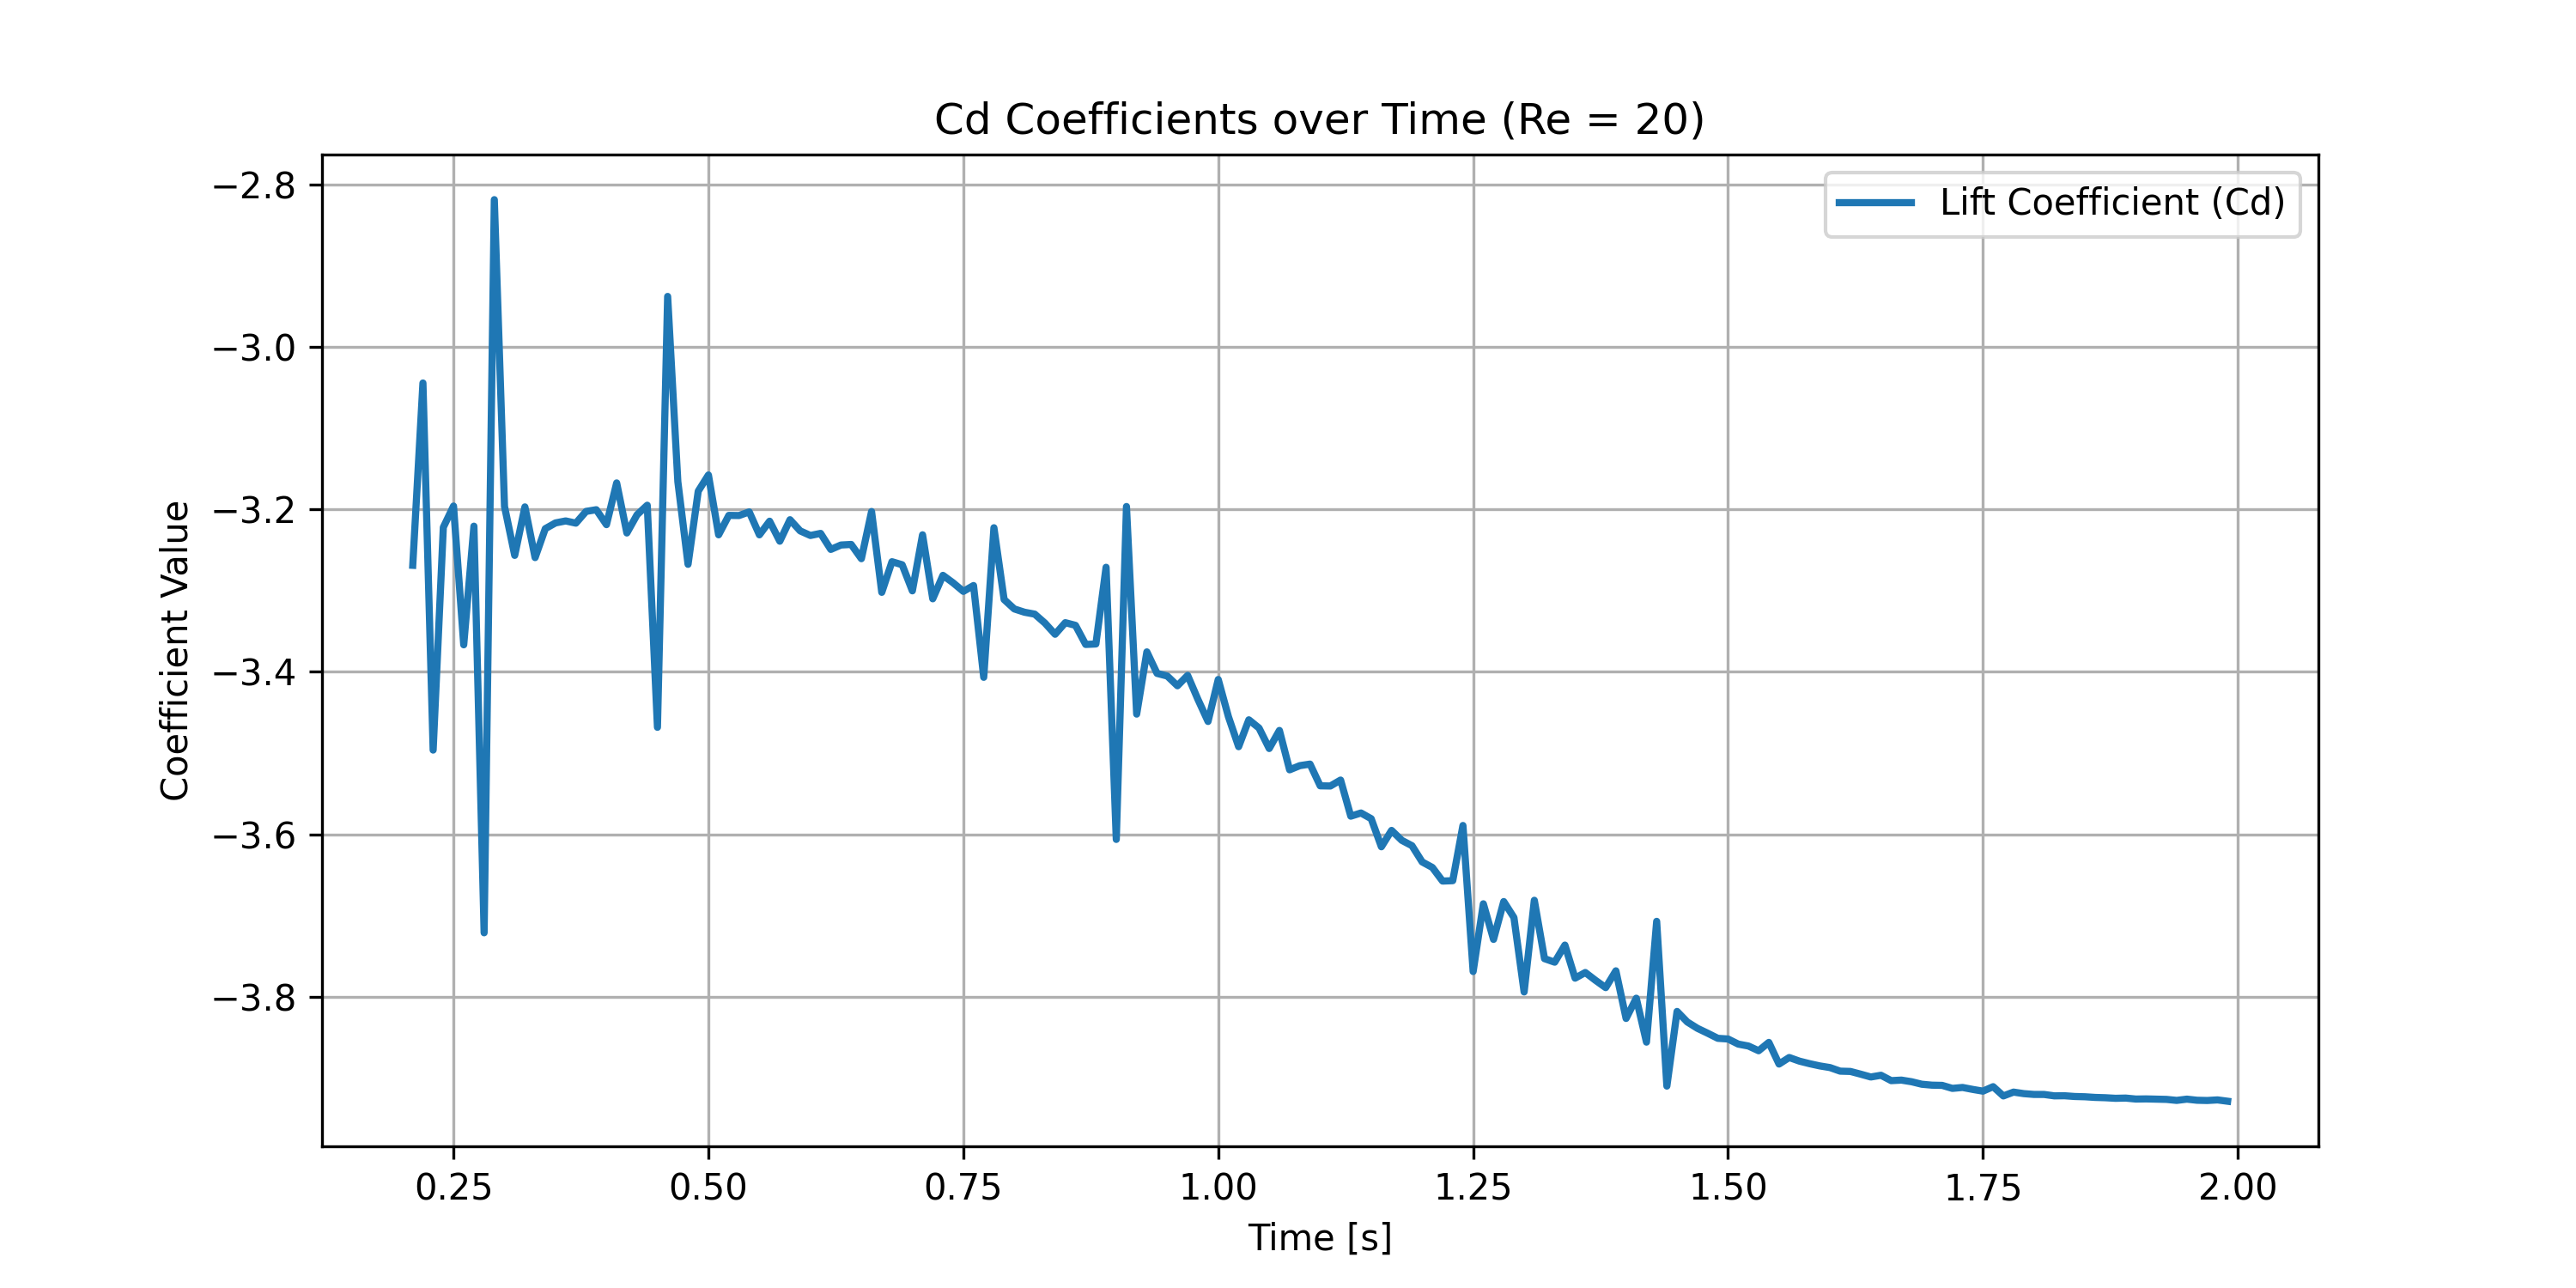 Cd Coefficients over Time (Re = 20)
Lift Coefficient (Cd)
Coefficient Value
−2.8
−3.0
−3.2
−3.4
−3.6
−3.8
0.25 0.50 0.75 1.00 1.25 1.50 1.75 2.00
Time [s]